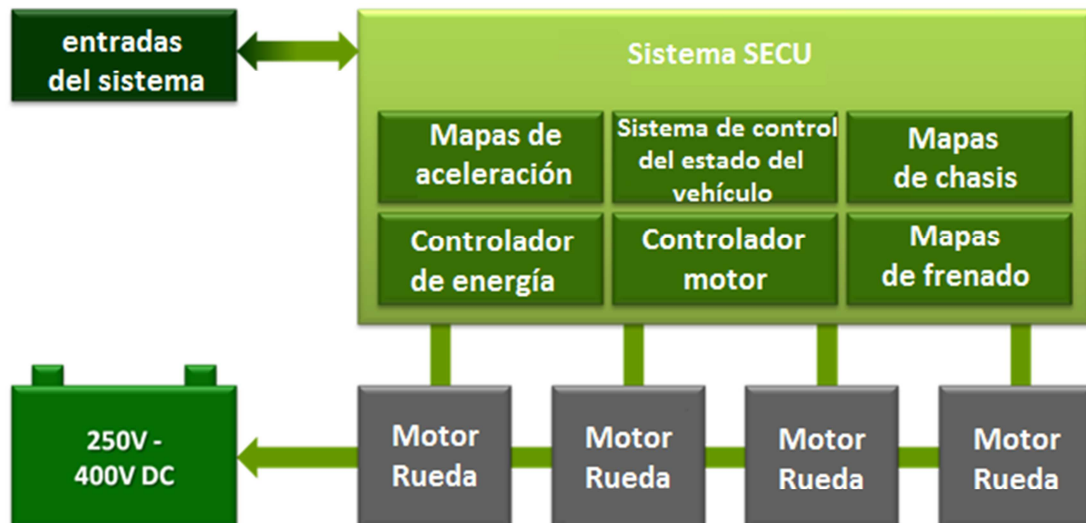 entradas
del sistema
Sistema SECU
Mapas de
aceleración
Sistema de control
del estado del
vehículo
Mapas
de chasis
Controlador
de energía
Controlador
motor
Mapas
de frenado
250V -
400V DC
Motor
Rueda
Motor
Rueda
Motor
Rueda
Motor
Rueda